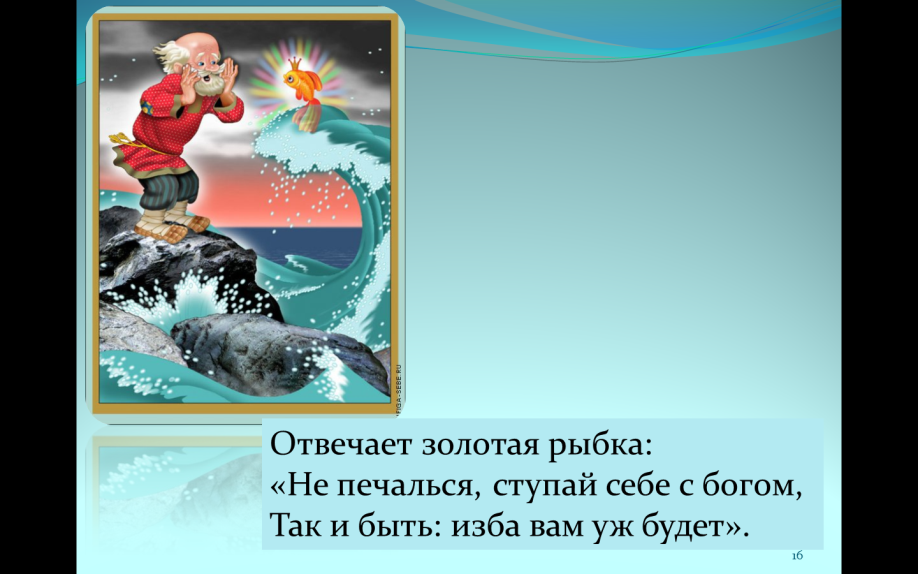 Отвечает золотая рыбка:
«Не печалься, ступай себе с богом,
Так и быть: изба вам уж будет».
16